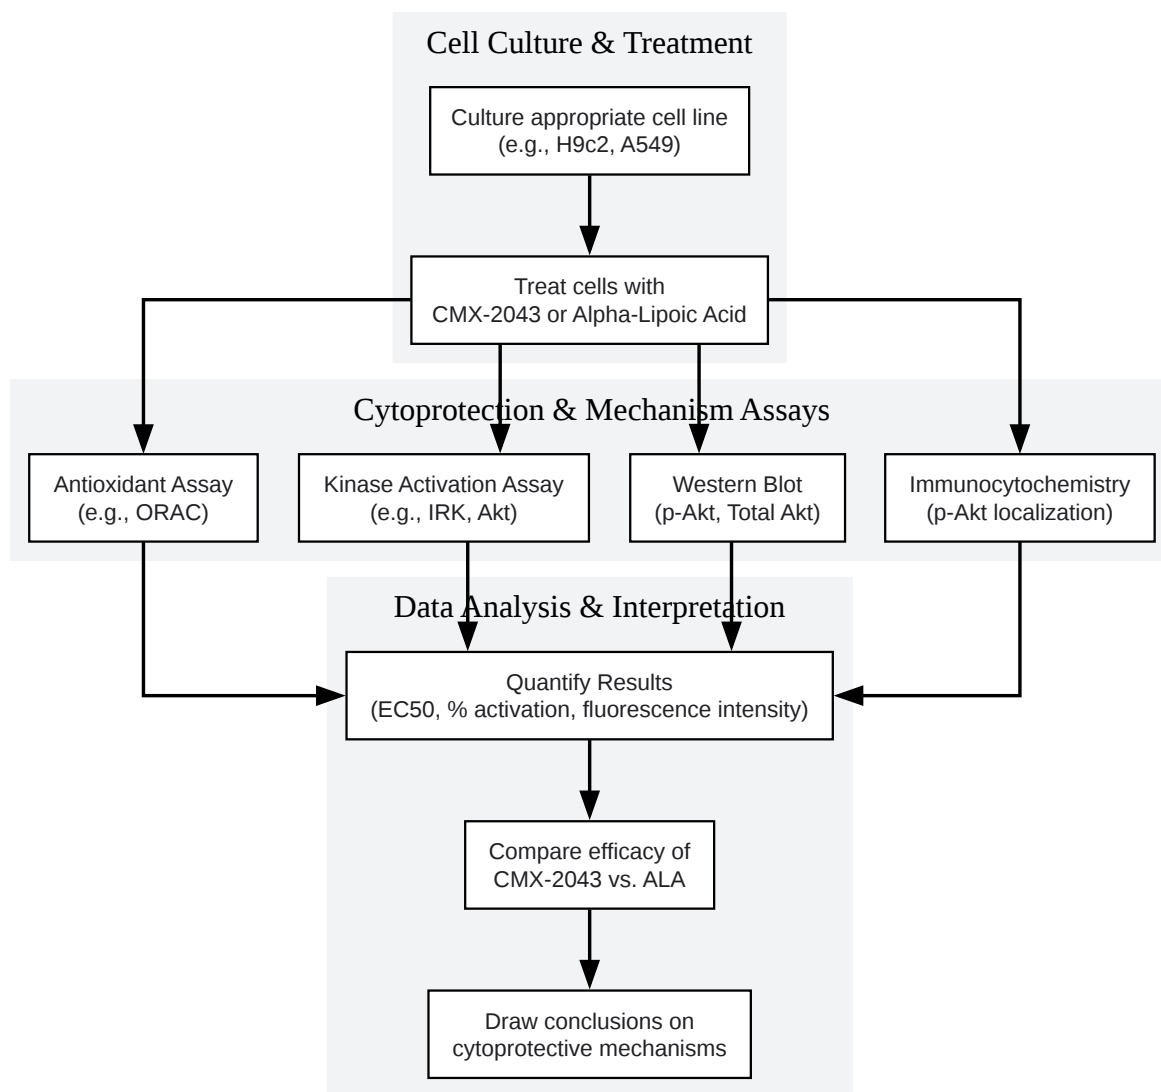 Cell Culture & Treatment
Culture appropriate cell line
(e.g., H9c2, A549)
Treat cells with
CMX-2043 or Alpha-Lipoic Acid
Cytoprotection & Mechanism Assays
Antioxidant Assay
(e.g., ORAC)
Kinase Activation Assay
(e.g., IRK, Akt)
Western Blot
(p-Akt, Total Akt)
Immunocytochemistry
(p-Akt localization)
Data Analysis & Interpretation
Quantify Results
(EC50, % activation, fluorescence intensity)
Compare efficacy of
CMX-2043 vs. ALA
Draw conclusions on
cytoprotective mechanisms